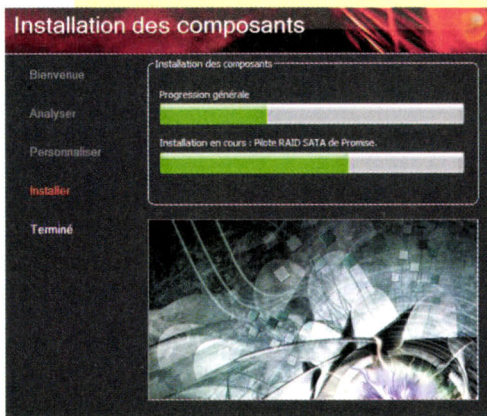 Installation des composants
Bienvenue
Analyser
Personnaliser
Installer
Terminé
Installation des composants
Progression générale
Installation en cours : Pilote RAID SATA de Promise.